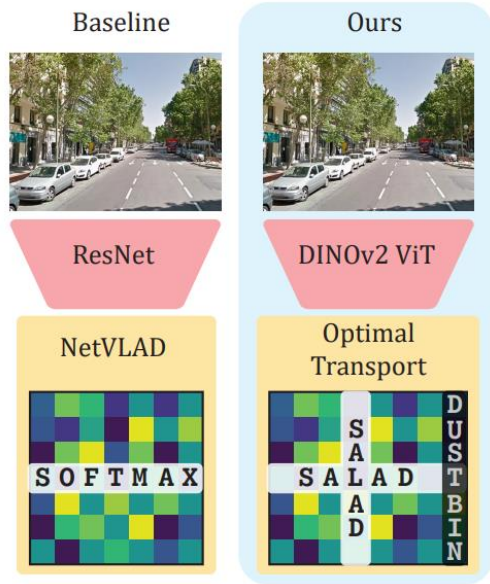 Baseline
Ours
ResNet
DINOv2 ViT
NetVLAD
Optimal
Transport
SOFTMAX
SALAD
SALAD
DUSTBIN